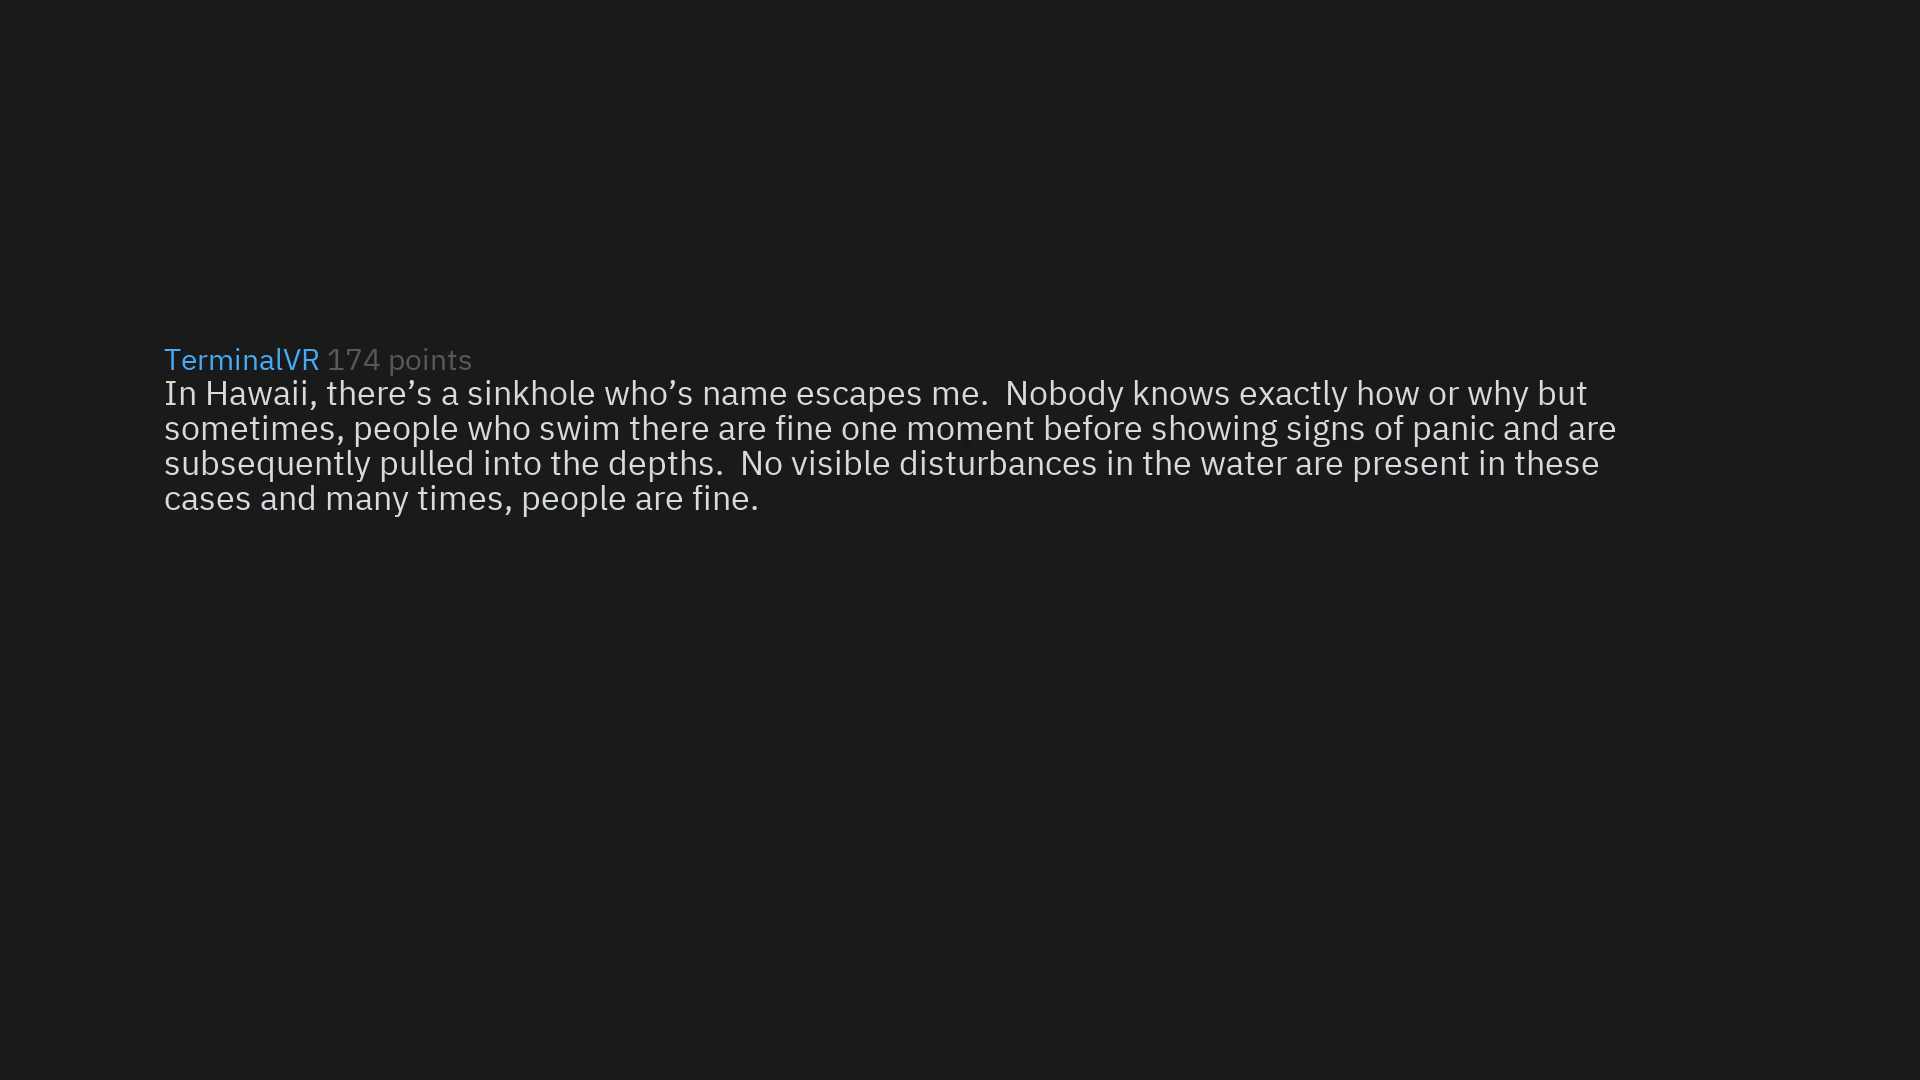 TerminalVR 174 points
In Hawaii, there’s a sinkhole who’s name escapes me.  Nobody knows exactly how or why but
sometimes, people who swim there are fine one moment before showing signs of panic and are
subsequently pulled into the depths.  No visible disturbances in the water are present in these
cases and many times, people are fine.